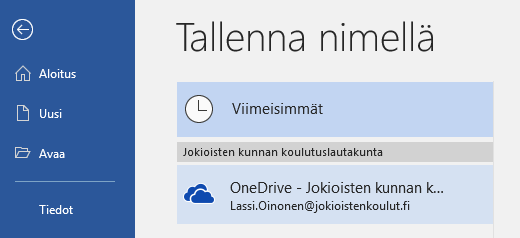 Tallenna nimellä
Aloitus
Uusi
Avaa
Tiedot
Viimeisimmät
Jokioisten kunnan koulutuslautakunta
OneDrive - Jokioisten kunnan k...
Lassi.Oinonen@jokioistenkoulut.fi